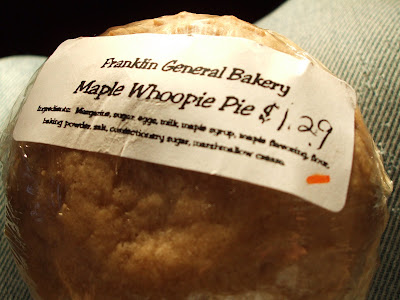 Franklin General Bakery
Maple Whoopie Pie $1.29
Ingredients: Margarine, sugar, eggs, milk, maple syrup, maple flavoring, flour,
baking powder, salt, confectionary sugar, marshmallow cream.